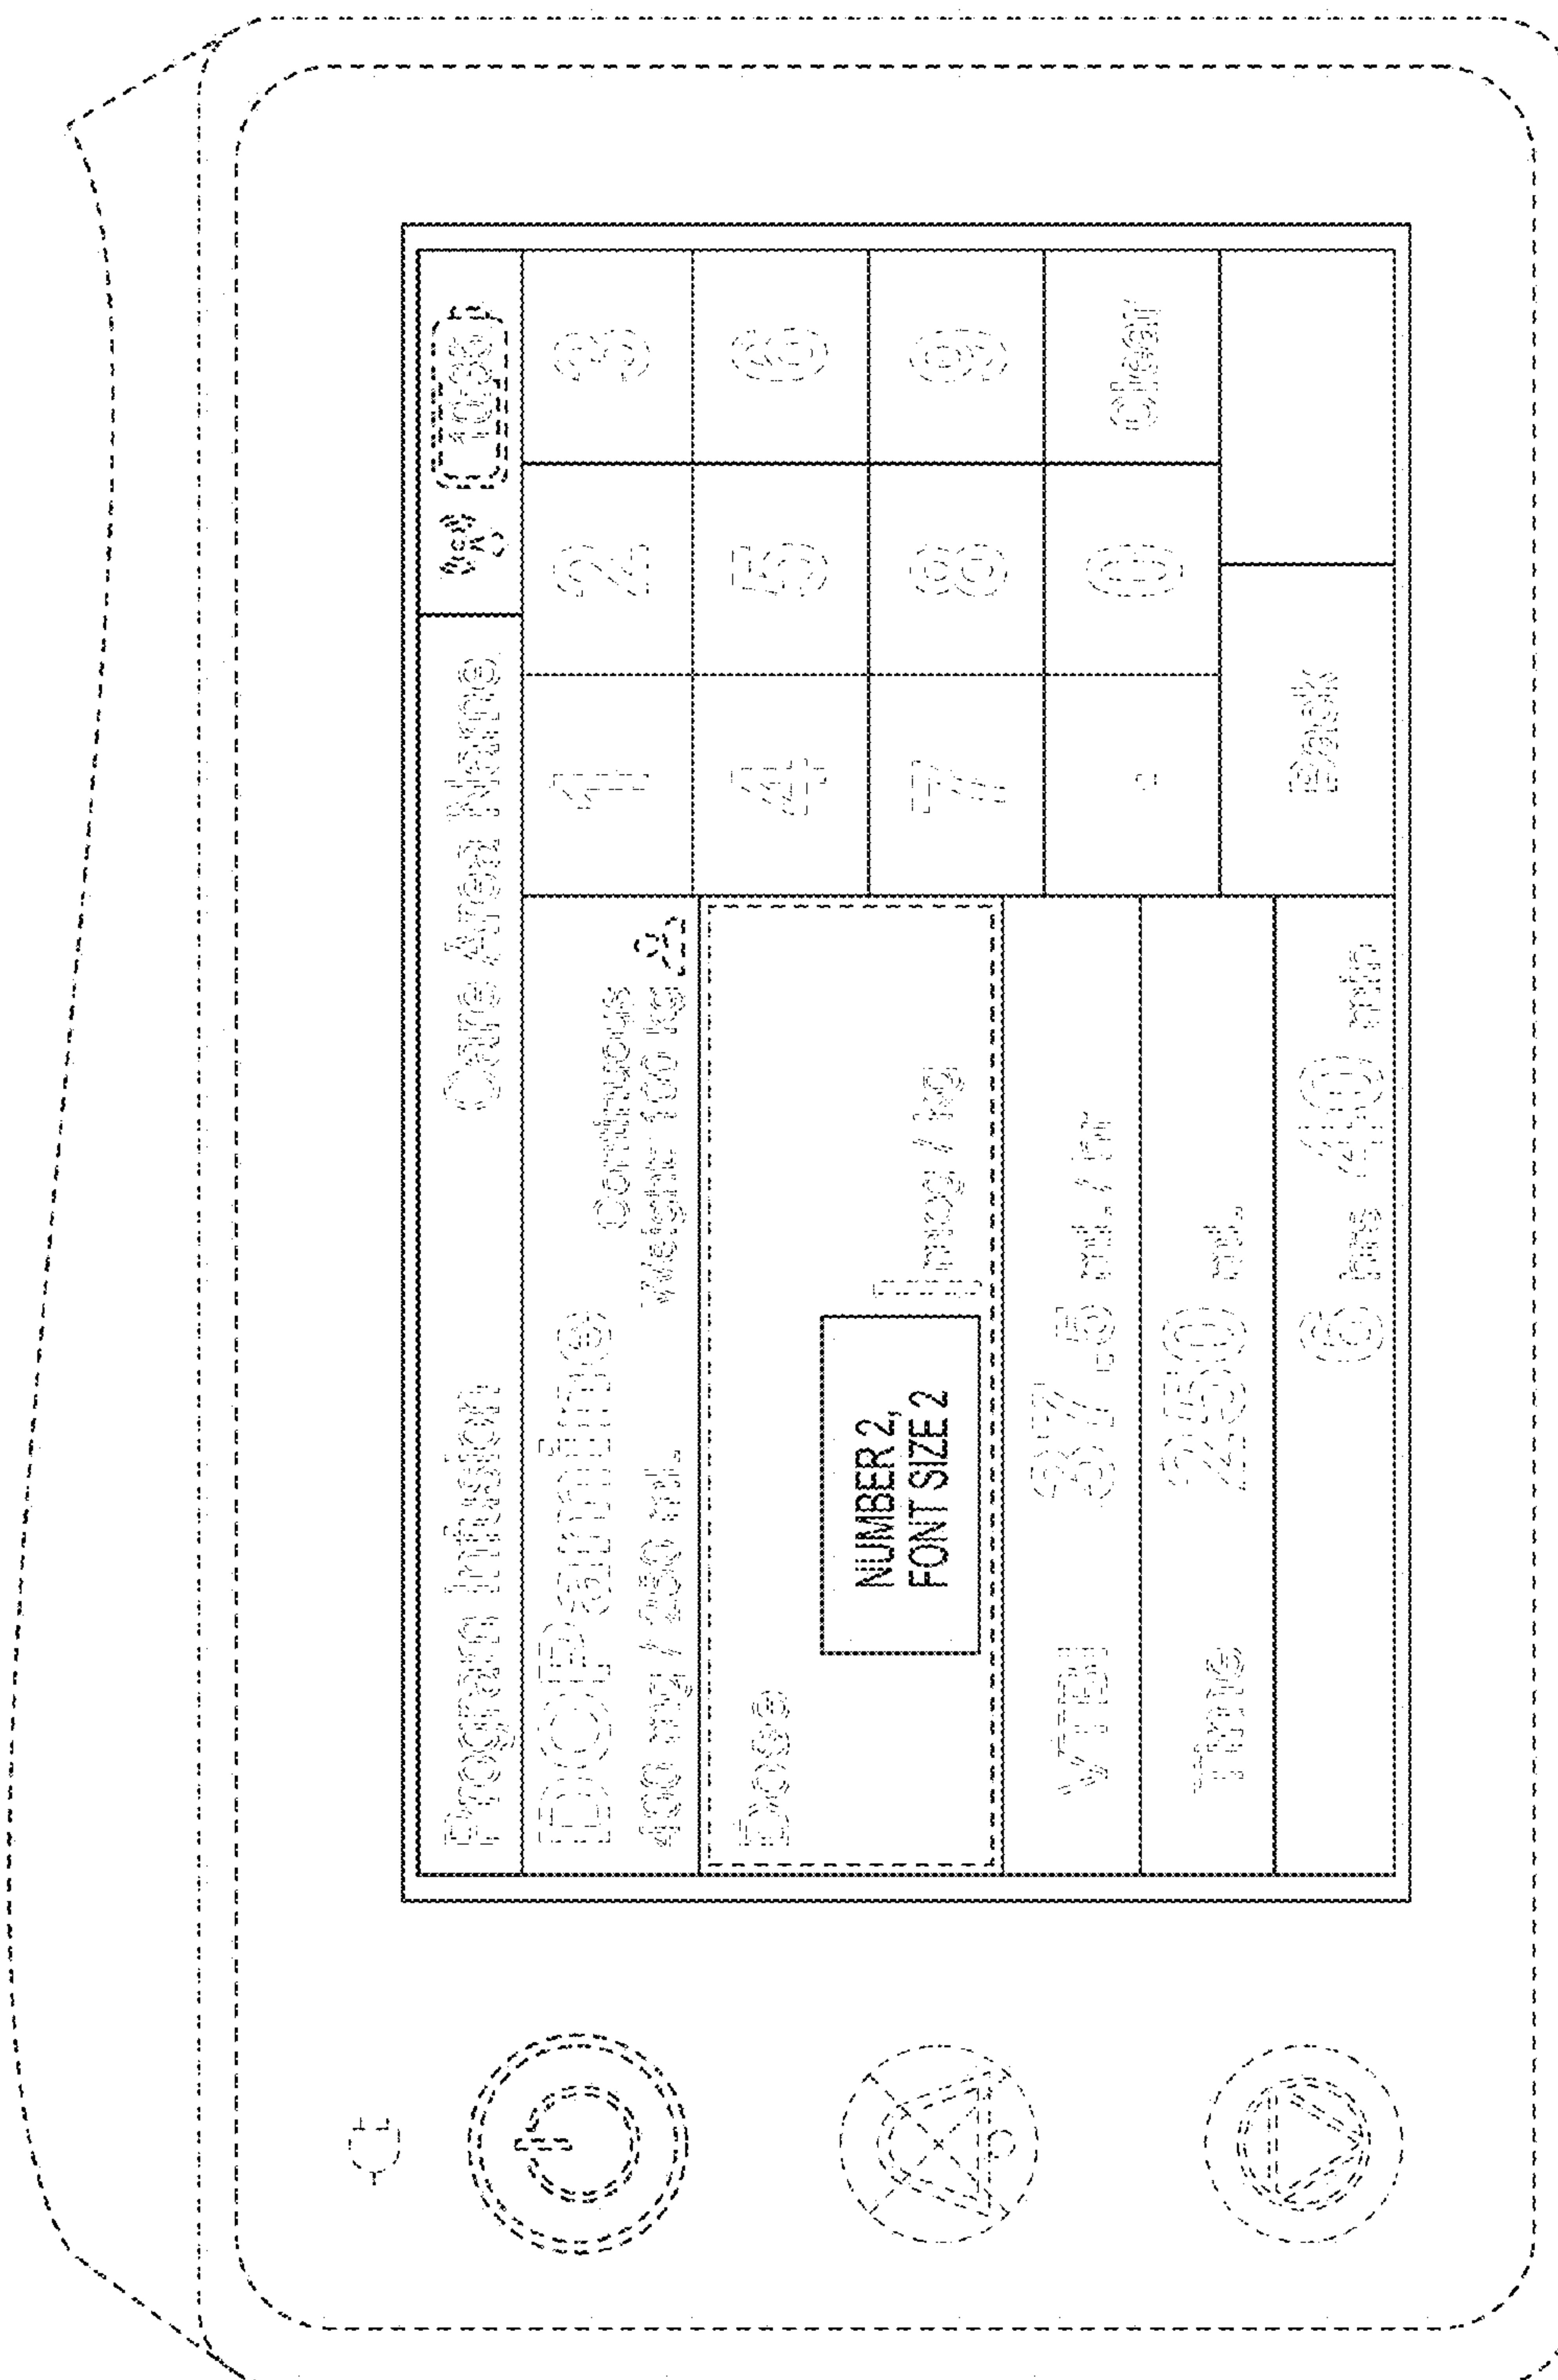 Program Infusion
Care Area Name
10:35
DOPamine
400 mg / 250 mL
Continuous
Weight: 100 kg
Dose
NUMBER 2,
FONT SIZE 2
mcg / kg
VTBI
37.5 mL / hr
Time
250 mL
6 hrs 40 min
1
2
3
4
5
6
7
8
9
.
0
Clear
Back